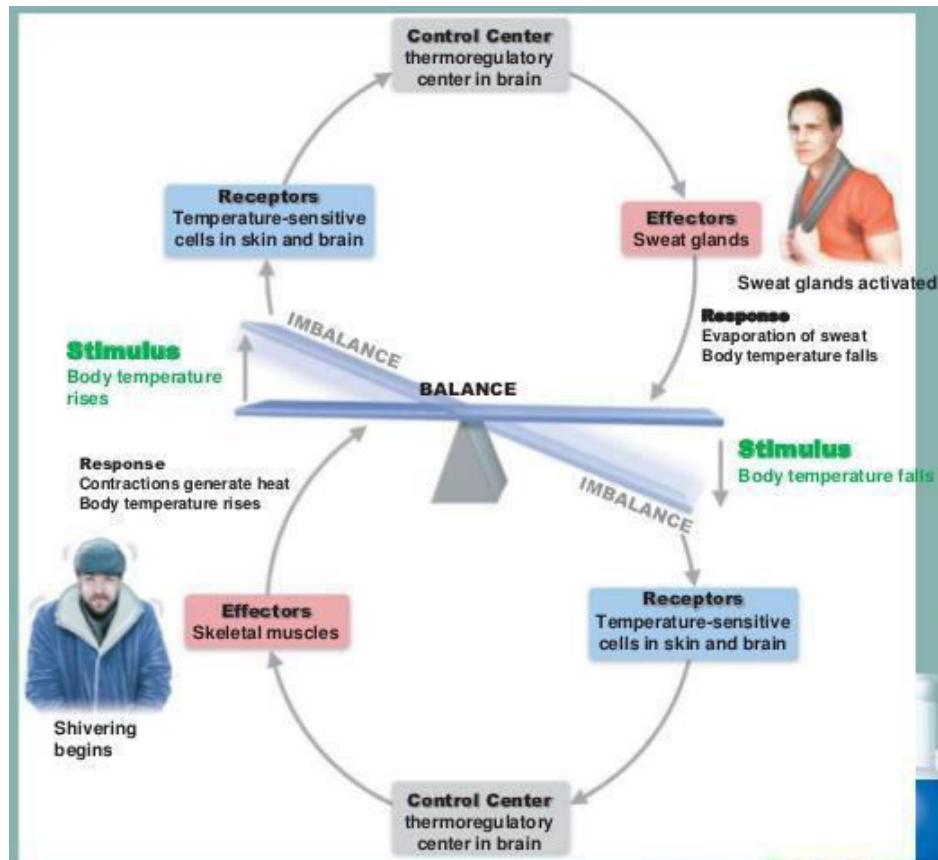 Control Center
thermoregulatory
center in brain
Receptors
Temperature-sensitive
cells in skin and brain
Effectors
Sweat glands
Sweat glands activated
Response
Evaporation of sweat
Body temperature falls
IMBALANCE
Stimulus
Body temperature
rises
BALANCE
Stimulus
Body temperature falls
Response
Contractions generate heat
Body temperature rises
IMBALANCE
Effectors
Skeletal muscles
Receptors
Temperature-sensitive
cells in skin and brain
Shivering
begins
Control Center
thermoregulatory
center in brain